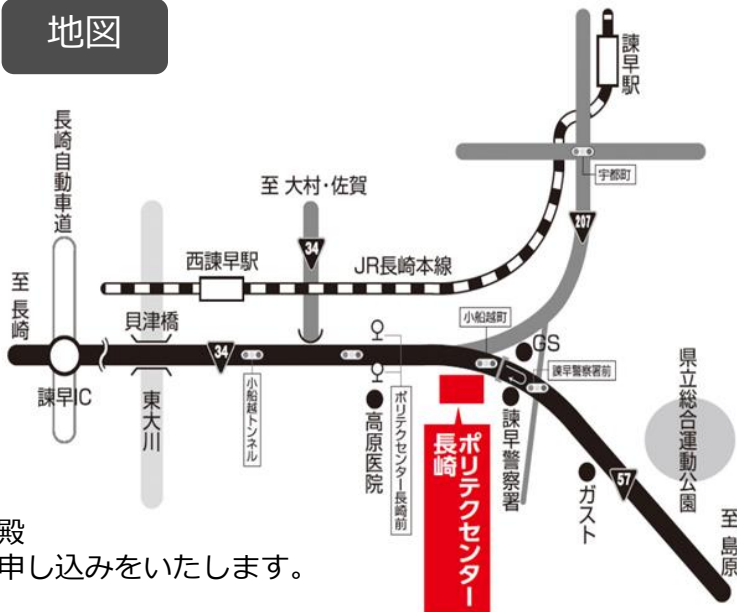 地図
諫早駅
長崎自動車道
宇都町
至 大村・佐賀
207
34
西諫早駅
JR長崎本線
至 長崎
貝津橋
小船越町
GS
34
諫早警察署前
県立総合運動公園
諫早IC
東大川
小船越トンネル
高原医院
ポリテクセンター長崎前
ポリテクセンター
長崎
諫早警察署
ガスト
57
至 島原
殿
申し込みをいたします。